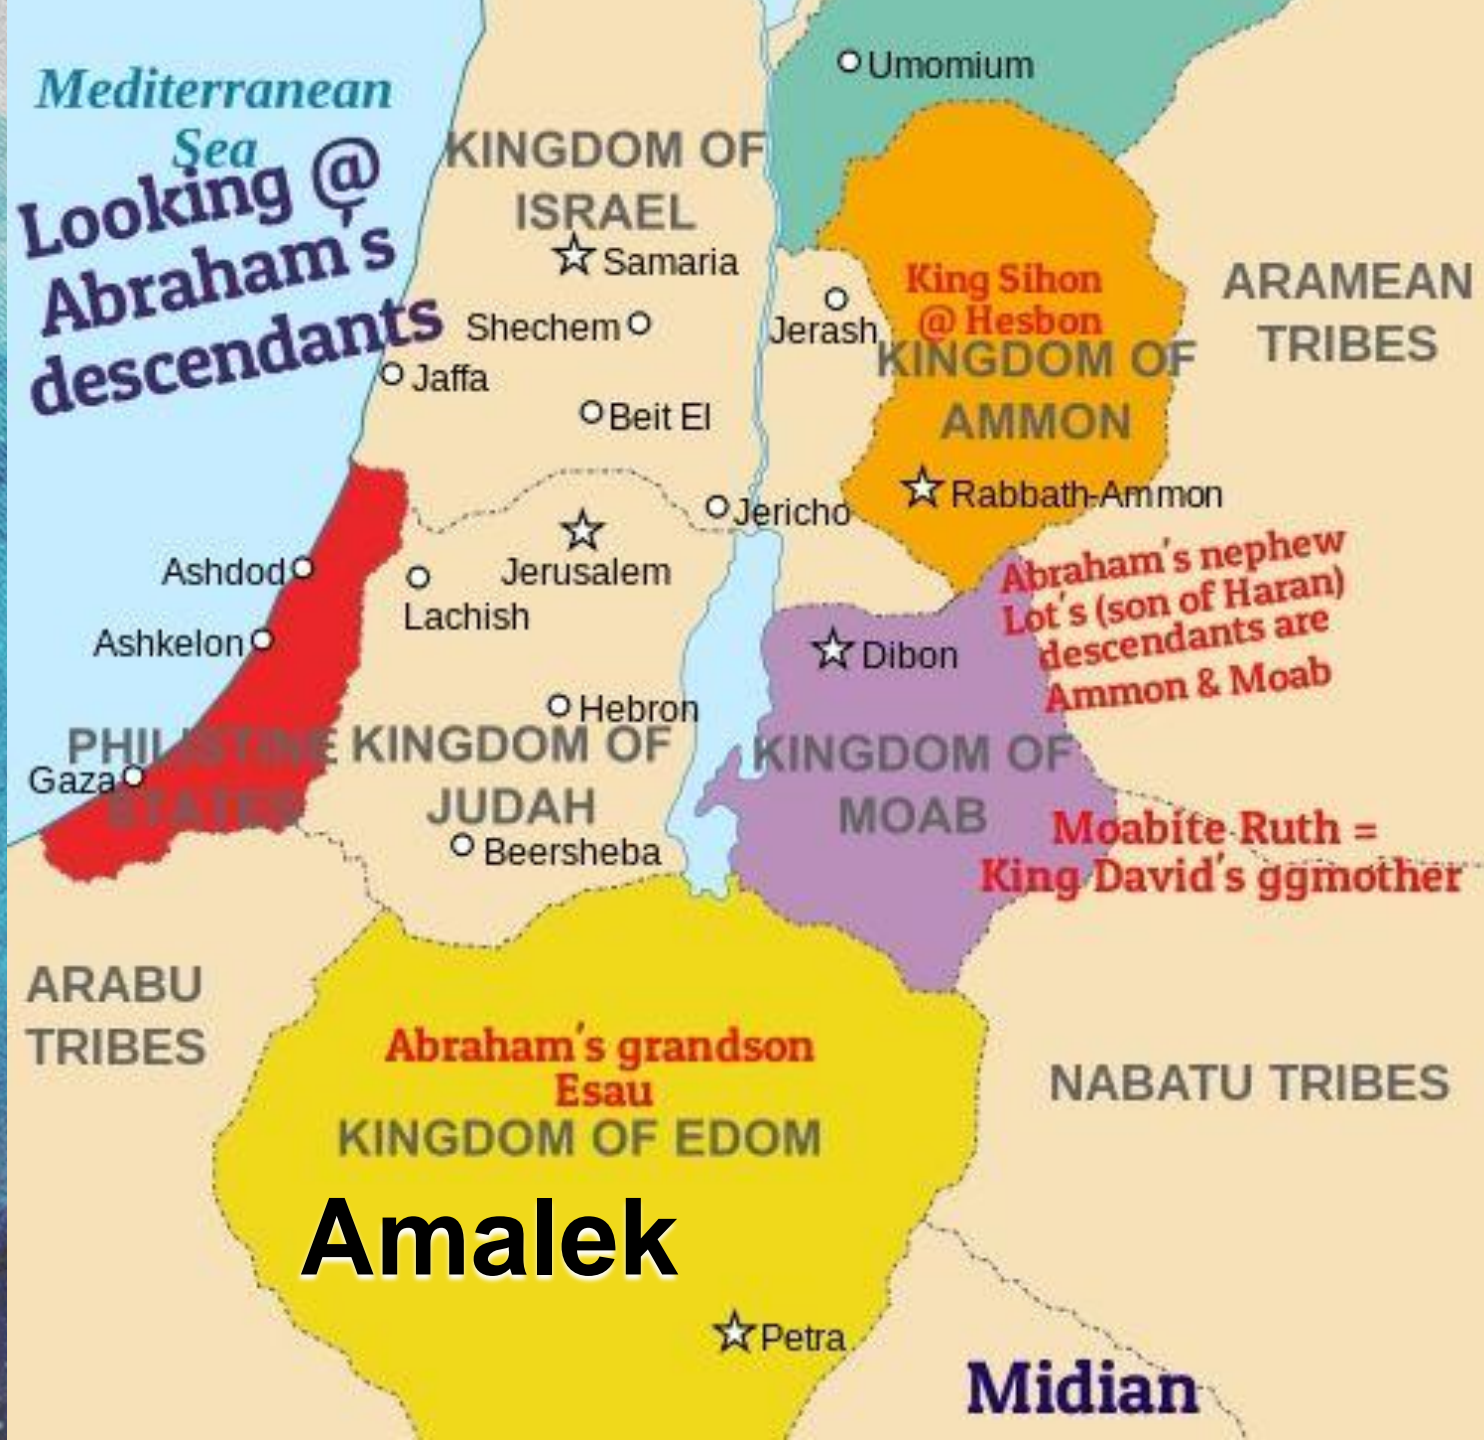 Mediterranean
Sea
Looking @
Abraham's
descendants
Umomium
KINGDOM OF
ISRAEL
Samaria
Shechem
Jaffa
Beit El
Jerash
King Sihon
@ Hesbon
KINGDOM OF
AMMON
Rabbath-Ammon
ARAMEAN
TRIBES
Jericho
Jerusalem
Ashdod
Lachish
Ashkelon
Hebron
PHILISTINE
STATES
Gaza
KINGDOM OF
JUDAH
Beersheba
Dibon
KINGDOM OF
MOAB
Abraham's nephew
Lot's (son of Haran)
descendants are
Ammon & Moab
Moabite Ruth =
King David's ggmother
ARABU
TRIBES
Abraham's grandson
Esau
KINGDOM OF EDOM
Amalek
Petra
NABATU TRIBES
Midian